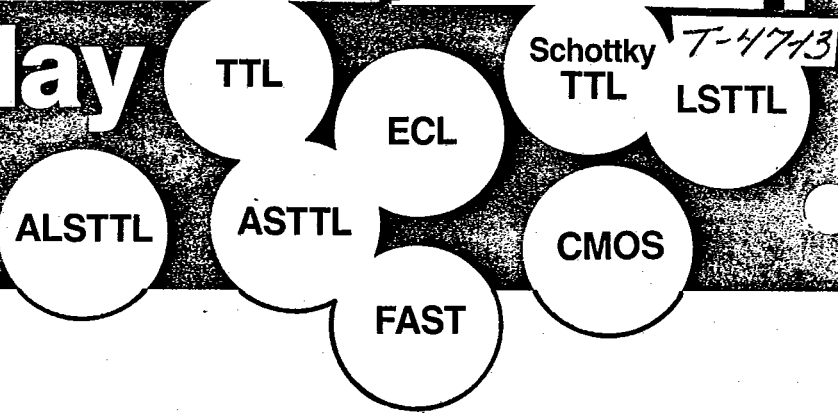 lay
TTL
ECL
Schottky
TTL
T-47-13
LSTTL
ALSTTL
ASTTL
CMOS
FAST